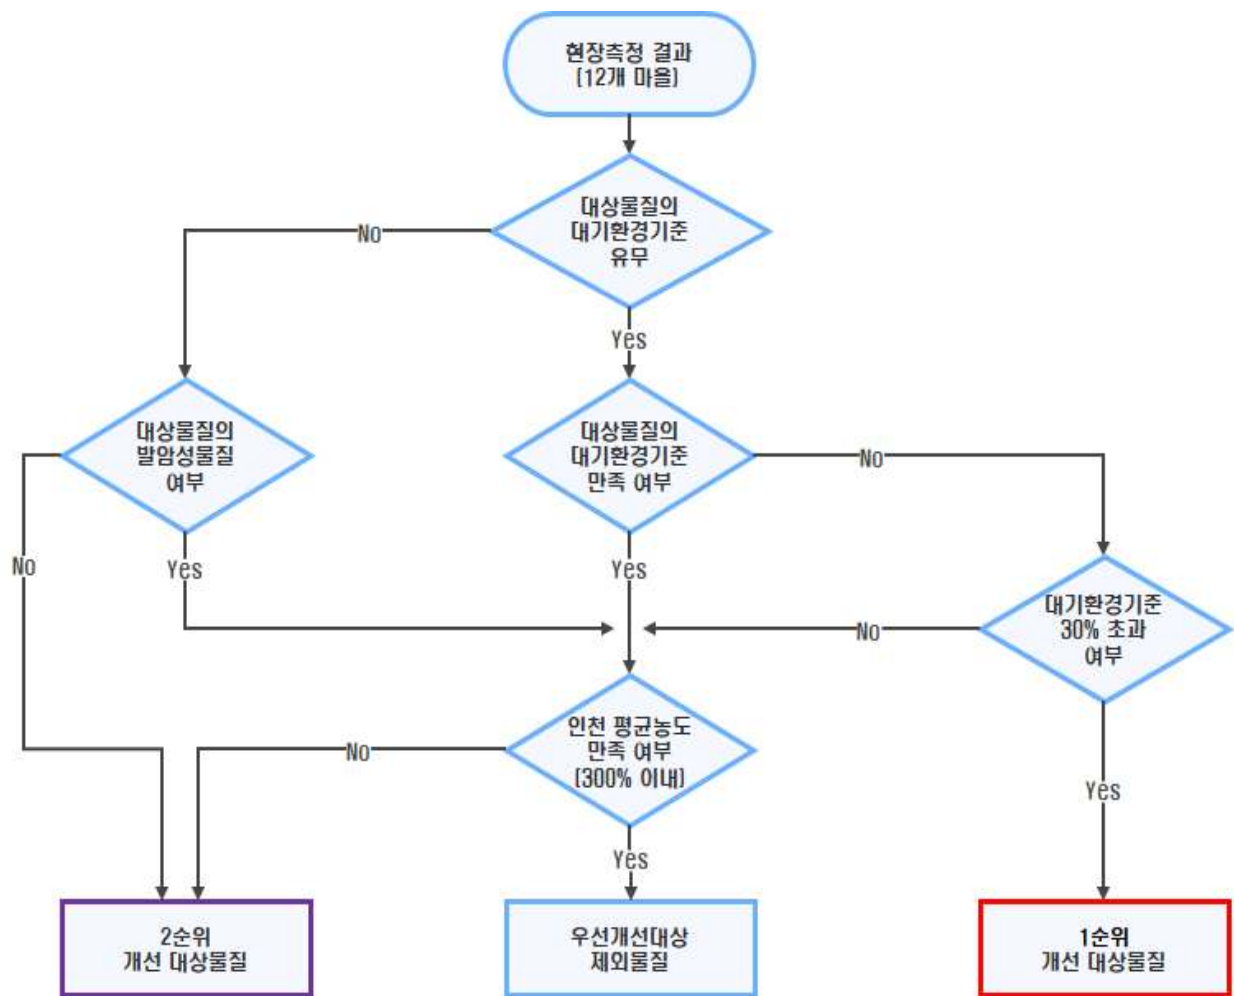 현장측정 결과
(12개 마을)
대상물질의
대기환경기준
유무
No
Yes
대상물질의
발암성물질
여부
대상물질의
대기환경기준
만족 여부
No
No
Yes
Yes
대기환경기준
30% 초과
여부
No
인천 평균농도
만족 여부
(300% 이내)
No
Yes
Yes
2순위
개선 대상물질
우선개선대상
제외물질
1순위
개선 대상물질